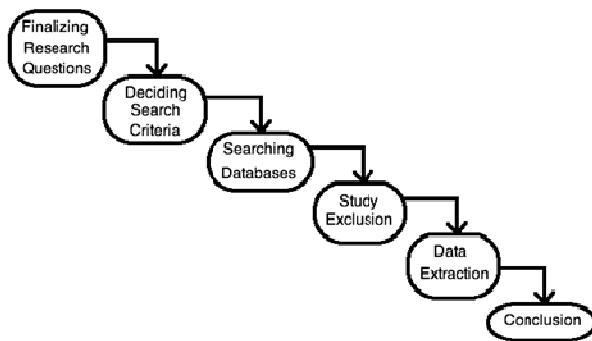 Finalizing
Research
Questions
Deciding
Search
Criteria
Searching
Databases
Study
Exclusion
Data
Extraction
Conclusion